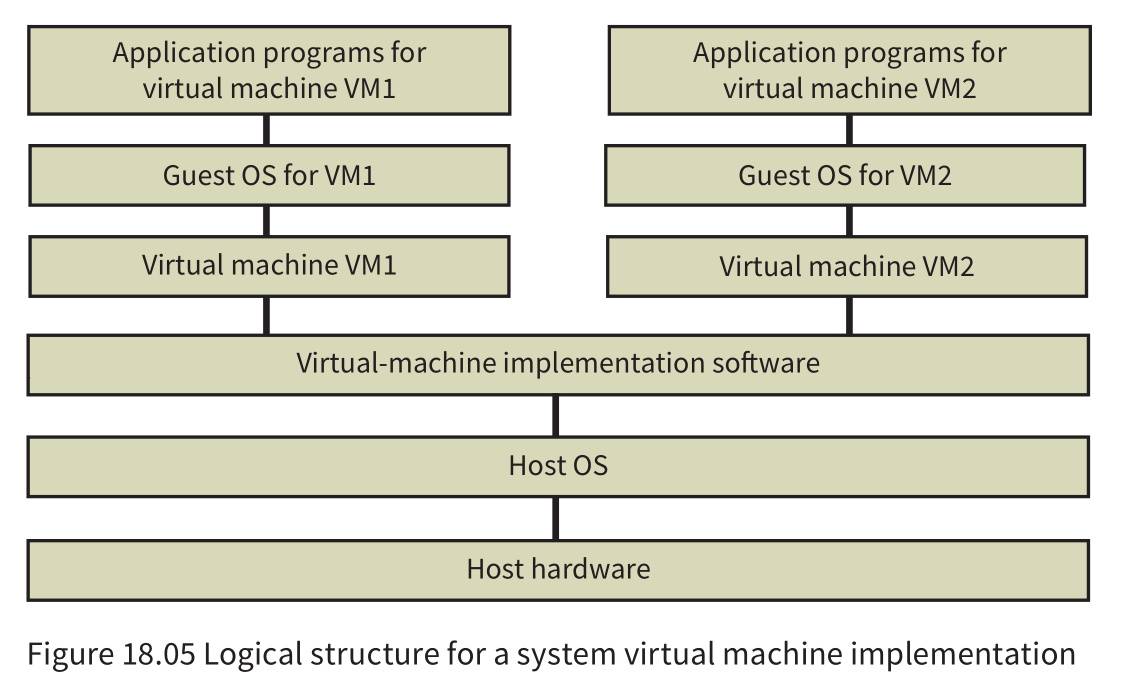 Application programs for
virtual machine VM1
Application programs for
virtual machine VM2
Guest OS for VM1
Guest OS for VM2
Virtual machine VM1
Virtual machine VM2
Virtual-machine implementation software
Host OS
Host hardware
Figure 18.05 Logical structure for a system virtual machine implementation